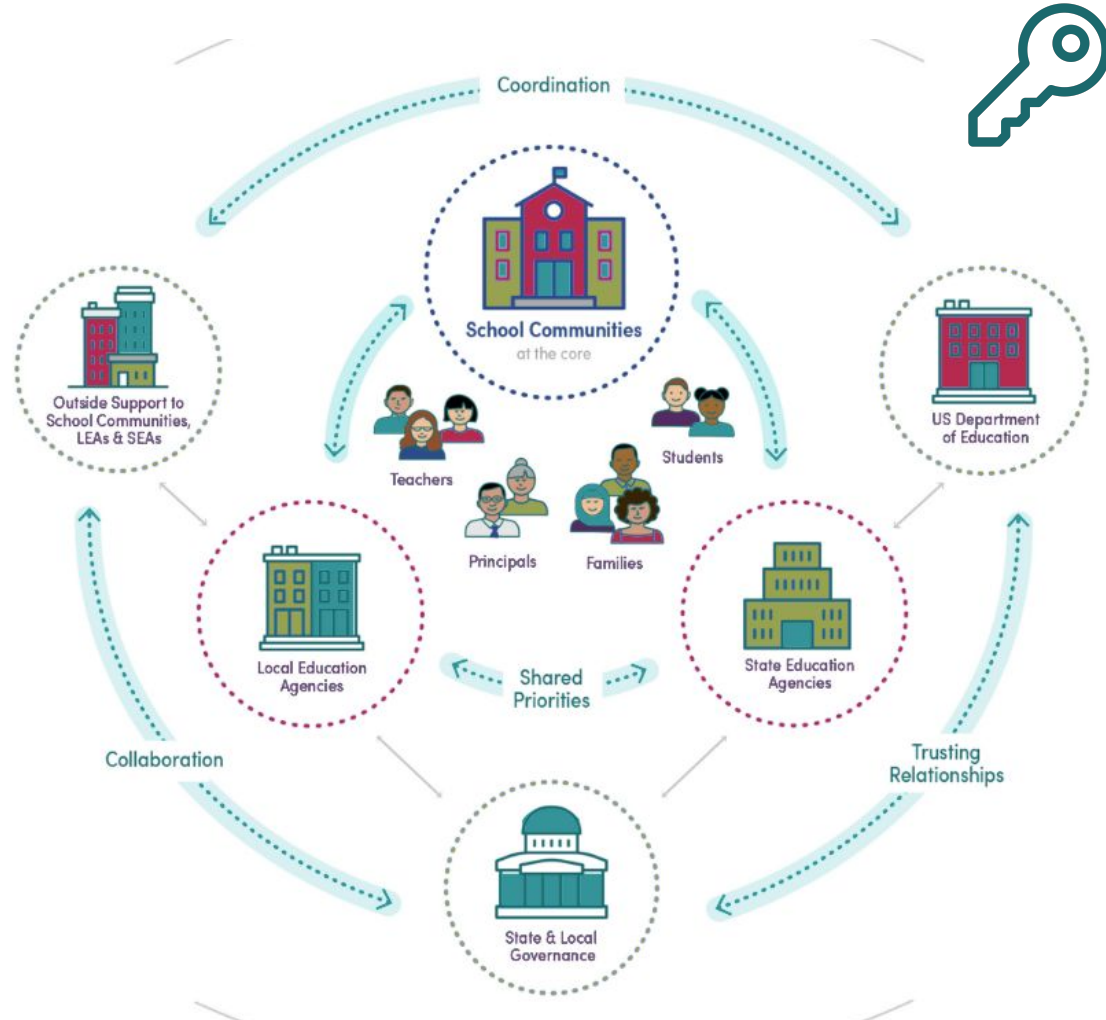 Coordination
School Communities
at the core
Outside Support to
School Communities,
LEAs & SEAs
US Department
of Education
Teachers
Students
Principals
Families
Local Education
Agencies
State Education
Agencies
Shared
Priorities
Collaboration
Trusting
Relationships
State & Local
Governance